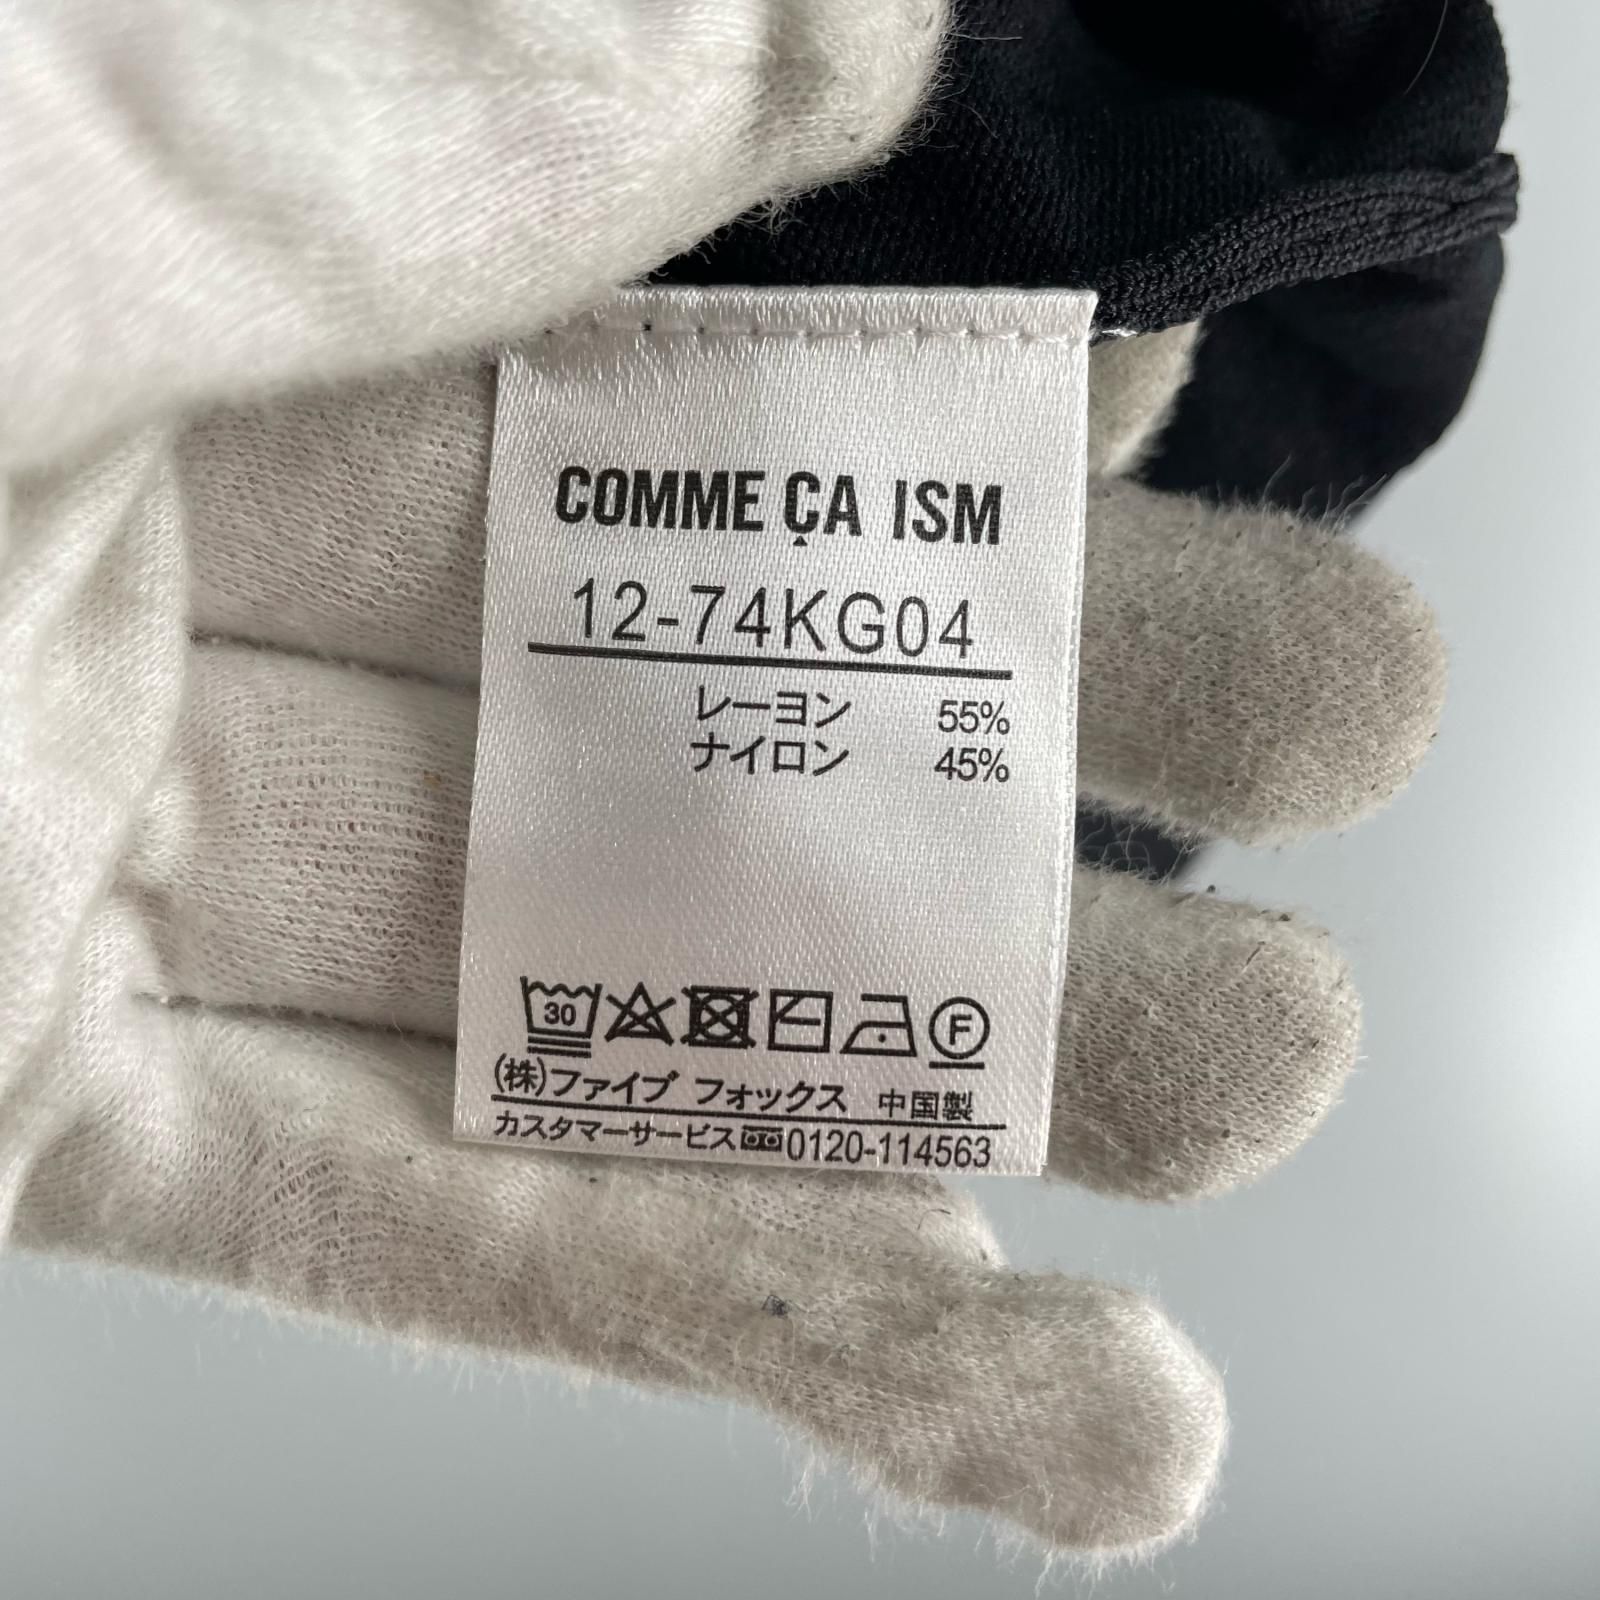 COMME ÇA ISM
12-74KG04
レーヨン 55%
ナイロン 45%
30 F
(株)ファイブ フォックス 中国製
カスタマーサービス 0120-114563